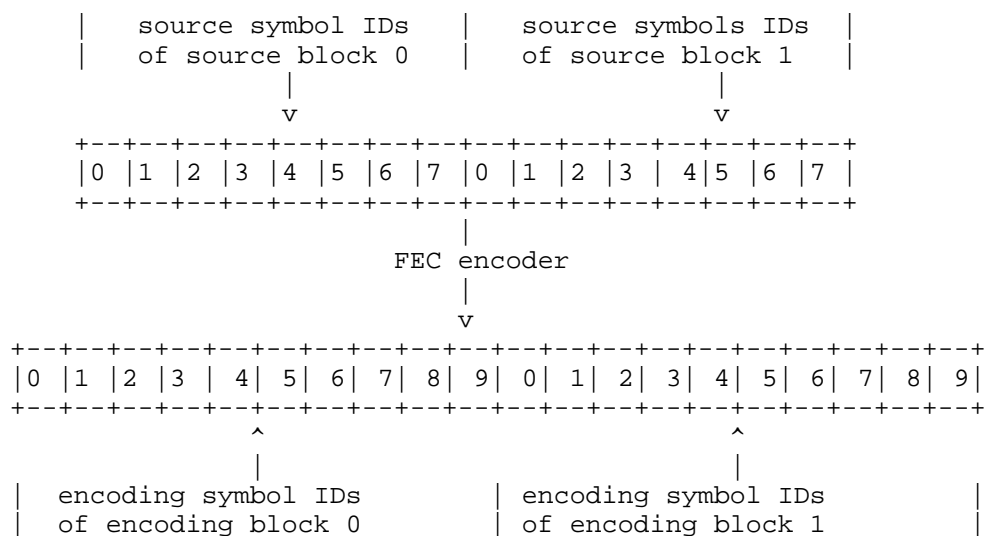 |   source symbol IDs   |   source symbols IDs   |
|   of source block 0   |   of source block 1   |
|   |
v   v
+--+--+--+--+--+--+--+--+--+--+--+--+--+--+--+--+
|0 |1 |2 |3 |4 |5 |6 |7 |0 |1 |2 |3 | 4|5 |6 |7 |
+--+--+--+--+--+--+--+--+--+--+--+--+--+--+--+--+
|
FEC encoder
|
v
+--+--+--+--+--+--+--+--+--+--+--+--+--+--+--+--+--+--+--+--+
|0 |1 |2 |3 | 4| 5| 6| 7| 8| 9| 0| 1| 2| 3| 4| 5| 6| 7| 8| 9|
+--+--+--+--+--+--+--+--+--+--+--+--+--+--+--+--+--+--+--+--+
^   ^
|   |
|   encoding symbol IDs   | encoding symbol IDs   |
|   of encoding block 0   | of encoding block 1   |